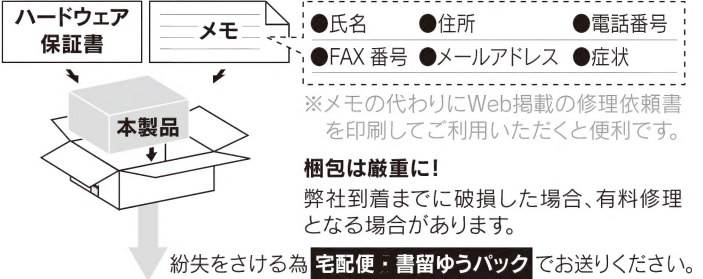 ハードウェア
保証書
メモ
●氏名 ●住所 ●電話番号
●FAX 番号 ●メールアドレス ●症状
※メモの代わりにWeb掲載の修理依頼書
を印刷してご利用いただくと便利です。
本製品
梱包は厳重に!
弊社到着までに破損した場合、有料修理
となる場合があります。
紛失をさける為 宅配便・書留ゆうパック でお送りください。